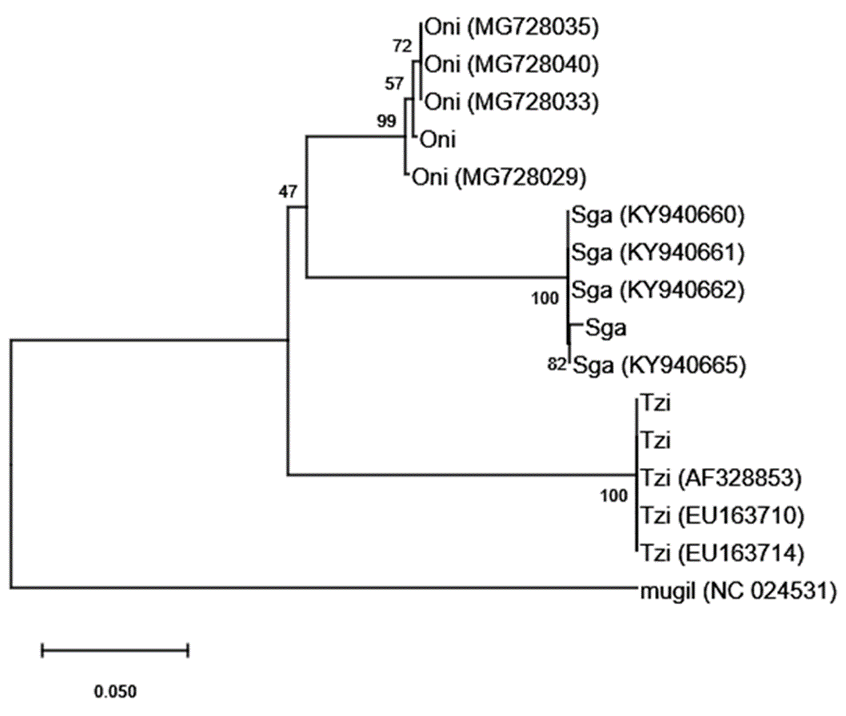 Oni (MG728035)
72
Oni (MG728040)
57
Oni (MG728033)
99
Oni
Oni (MG728029)
47
Sga (KY940660)
Sga (KY940661)
Sga (KY940662)
100
Sga
82
Sga (KY940665)
Tzi
Tzi
Tzi (AF328853)
100
Tzi (EU163710)
Tzi (EU163714)
mugil (NC 024531)
0.050